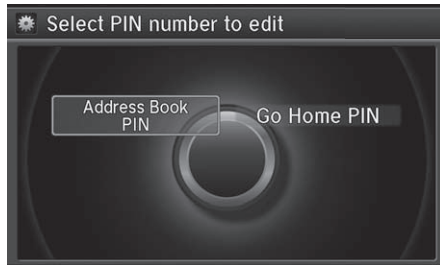 Select PIN number to edit
Address Book
PIN
Go Home PIN